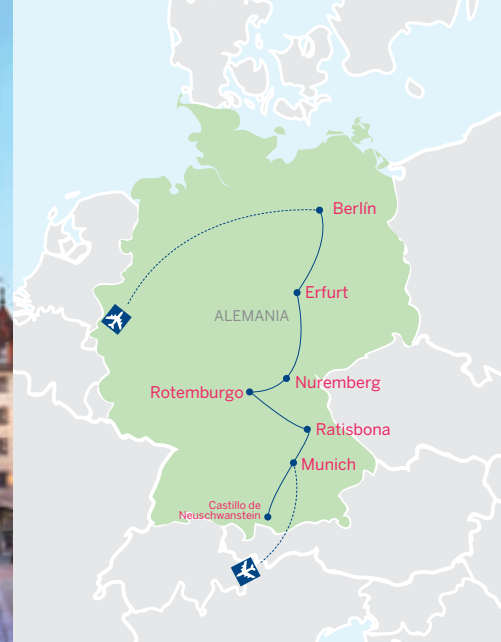 Berlín
Erfurt
ALEMANIA
Nuremberg
Rotemburgo
Ratisbona
Munich
Castillo de
Neuschwanstein